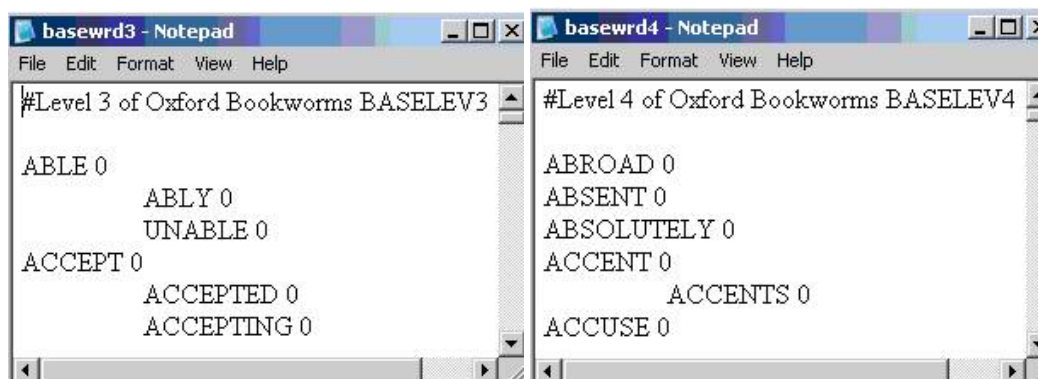 basewrd3 - Notepad
File Edit Format View Help
#Level 3 of Oxford Bookworms BASELEV3
ABLE 0
ABLY 0
UNABLE 0
ACCEPT 0
ACCEPTED 0
ACCEPTING 0
basewrd4 - Notepad
File Edit Format View Help
#Level 4 of Oxford Bookworms BASELEV4
ABROAD 0
ABSENT 0
ABSOLUTELY 0
ACCENT 0
ACCENTS 0
ACCUSE 0